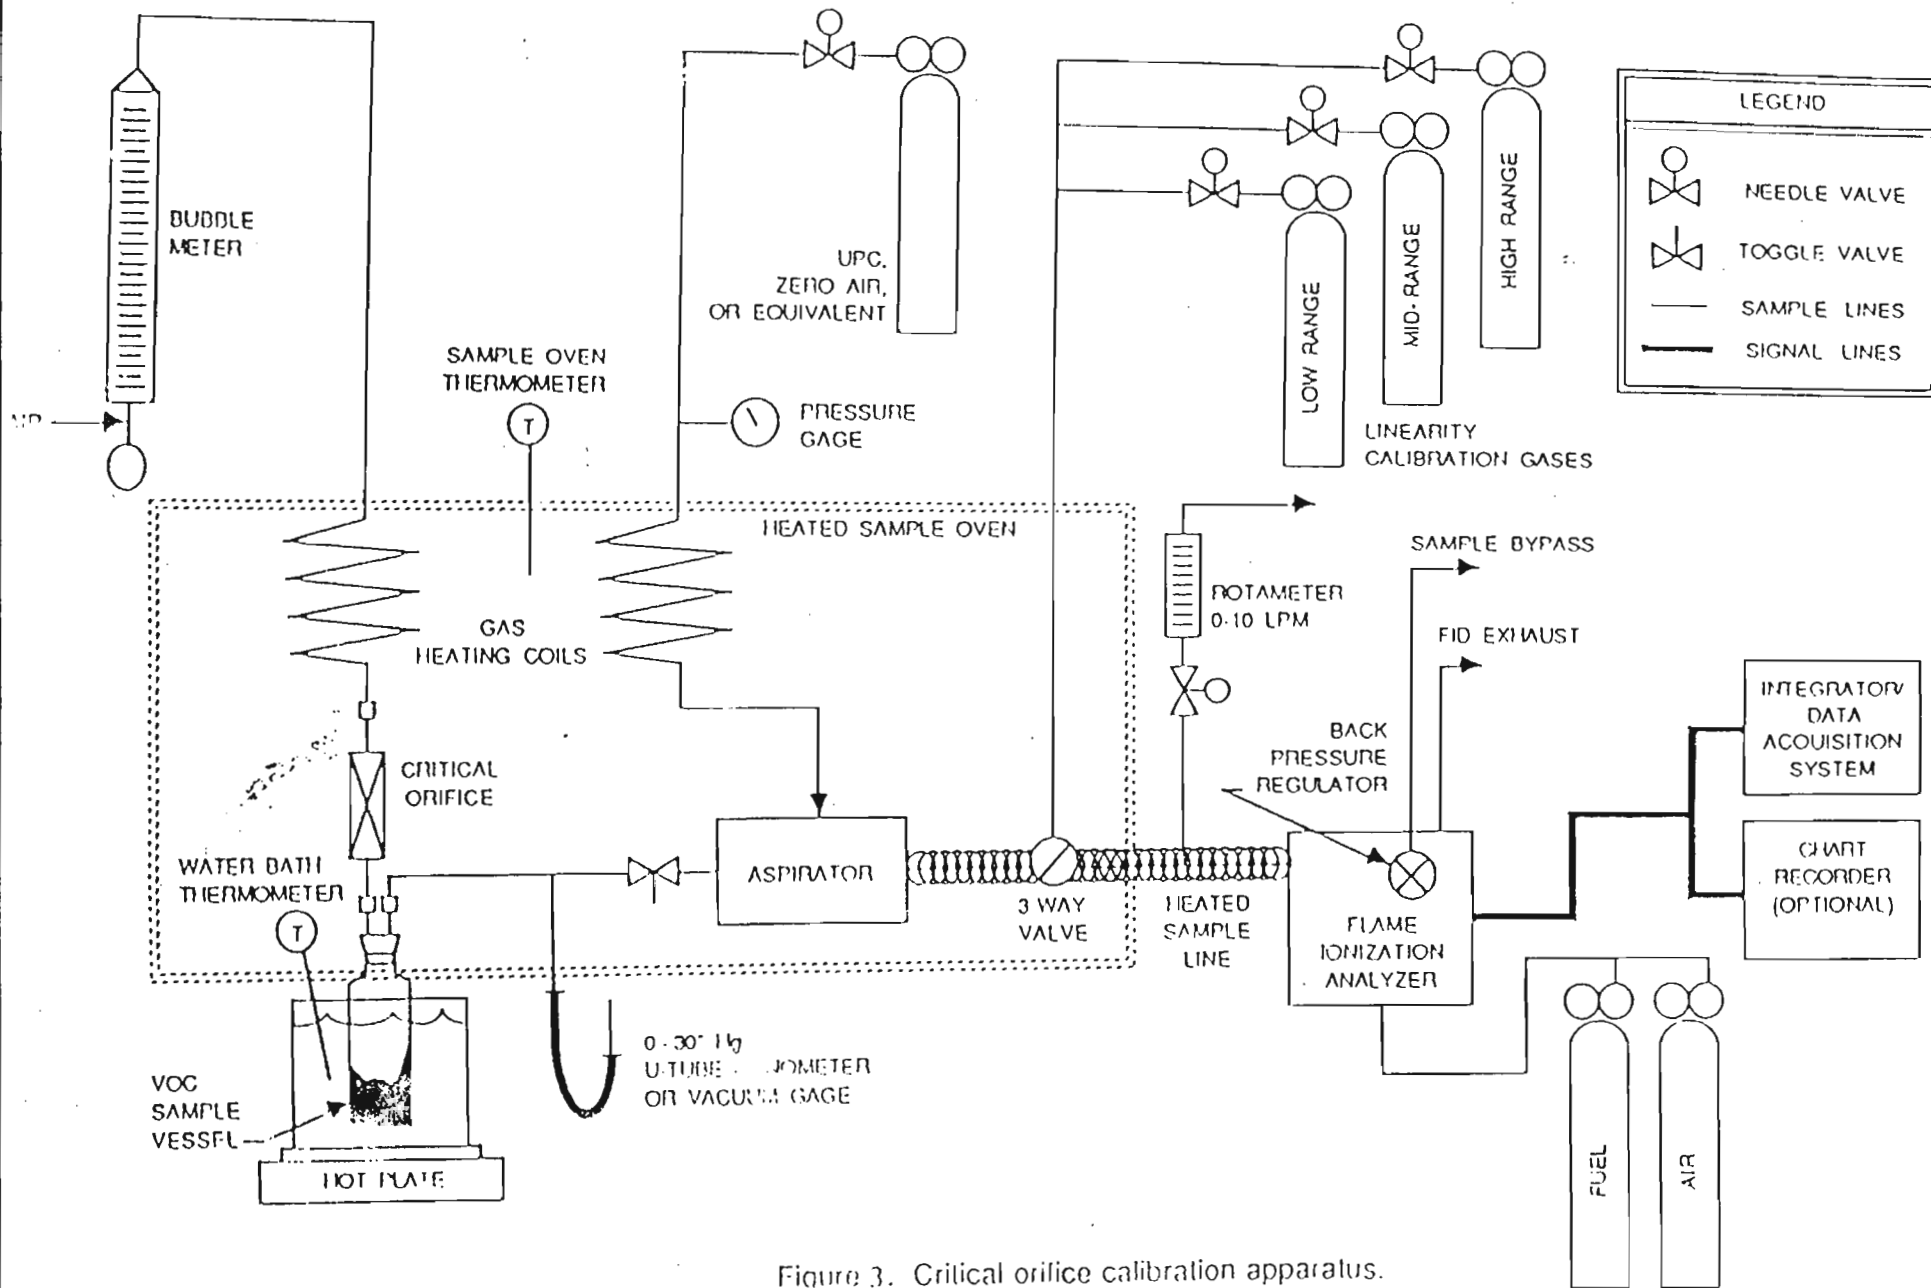 BUBBLE
METER
UPC,
ZERO AIR,
OR EQUIVALENT
SAMPLE OVEN
THERMOMETER
T
PRESSURE
GAGE
LOW RANGE
MID-RANGE
HIGH RANGE
LINEARITY
CALIBRATION GASES
LEGEND
NEEDLE VALVE
TOGGLE VALVE
SAMPLE LINES
SIGNAL LINES
HEATED SAMPLE OVEN
GAS
HEATING COILS
ROTAMETER
0-10 LPM
SAMPLE BYPASS
FID EXHAUST
CRITICAL
ORIFICE
BACK
PRESSURE
REGULATOR
INTEGRATOR/
DATA
ACQUISITION
SYSTEM
CHART
RECORDER
(OPTIONAL)
WATER BATH
THERMOMETER
T
ASPIRATOR
3 WAY
VALVE
HEATED
SAMPLE
LINE
FLAME
IONIZATION
ANALYZER
VOC
SAMPLE
VESSEL
HOT PLATE
0-30" Hg
U-TUBE
OR VACUUM GAGE
FUEL
AIR
Figure 3. Critical orifice calibration apparatus.